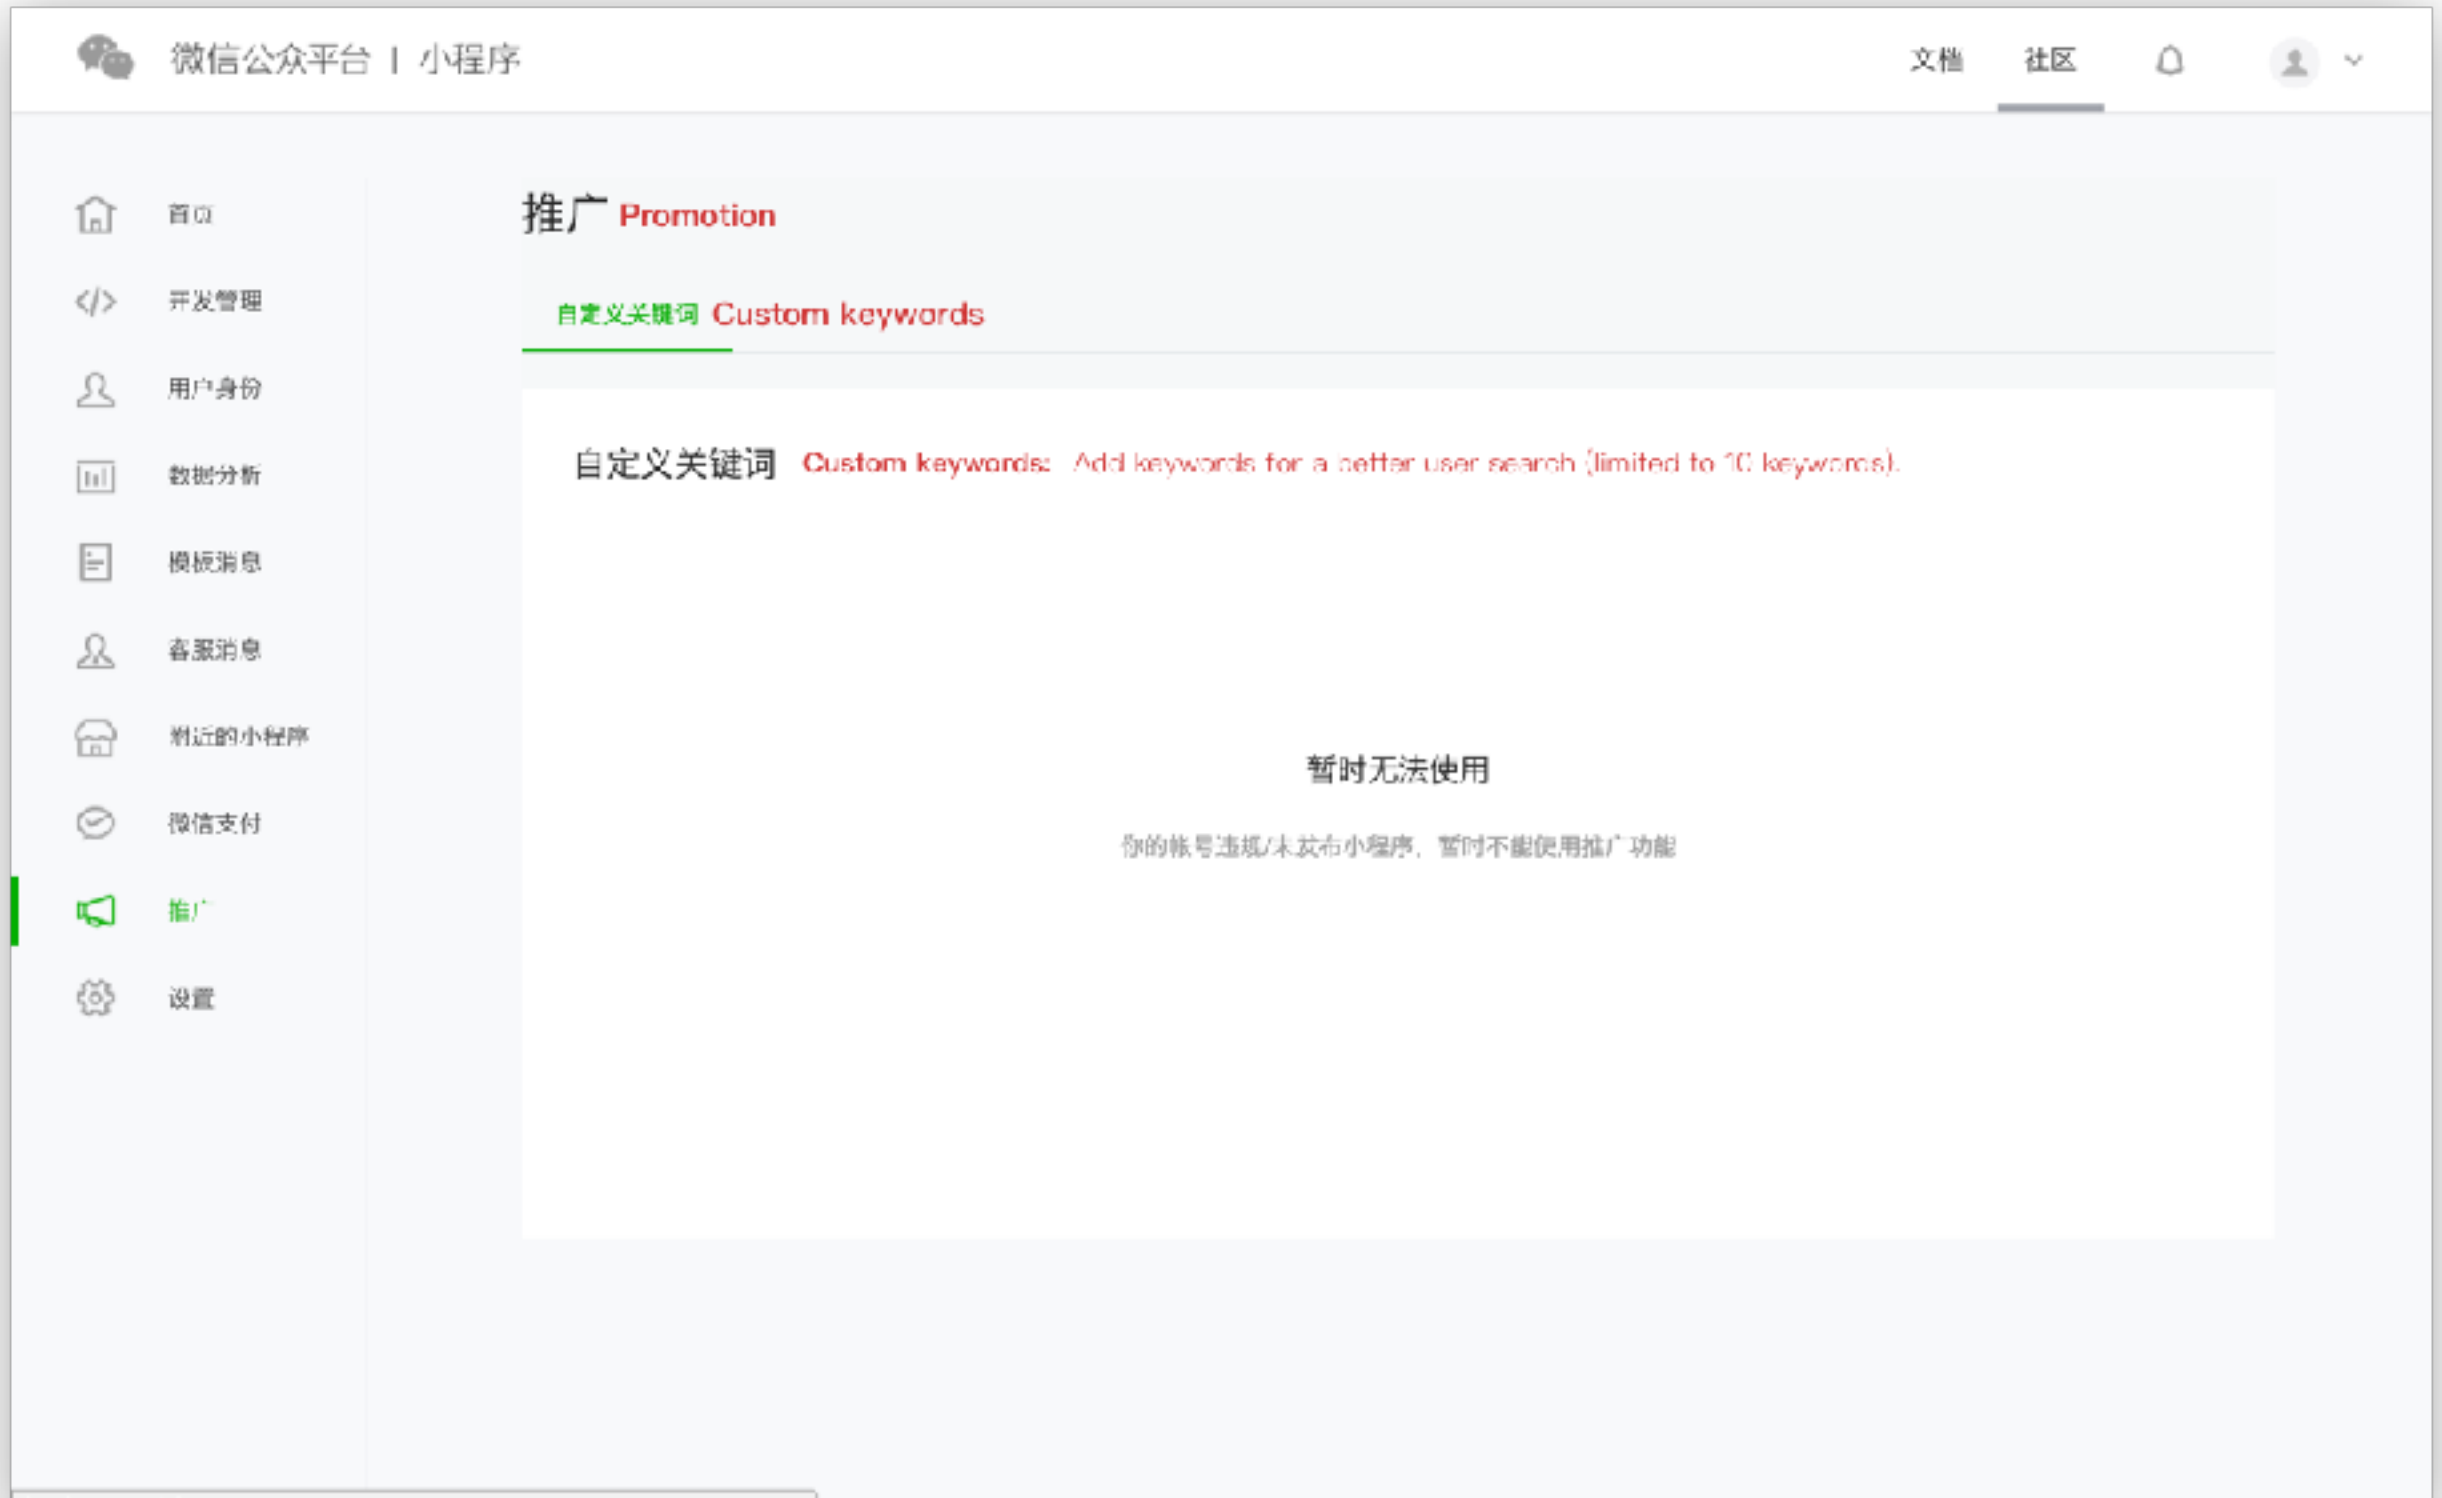 微信公众平台 | 小程序
文档 社区
首页
开发管理
用户身份
数据分析
模板消息
客服消息
附近的小程序
微信支付
推广
设置
推广 Promotion
自定义关键词 Custom keywords
自定义关键词 Custom keywords: Add keywords for a better user search (limited to 10 keywords).
暂时无法使用
你的帐号违规/未发布小程序，暂时不能使用推广功能